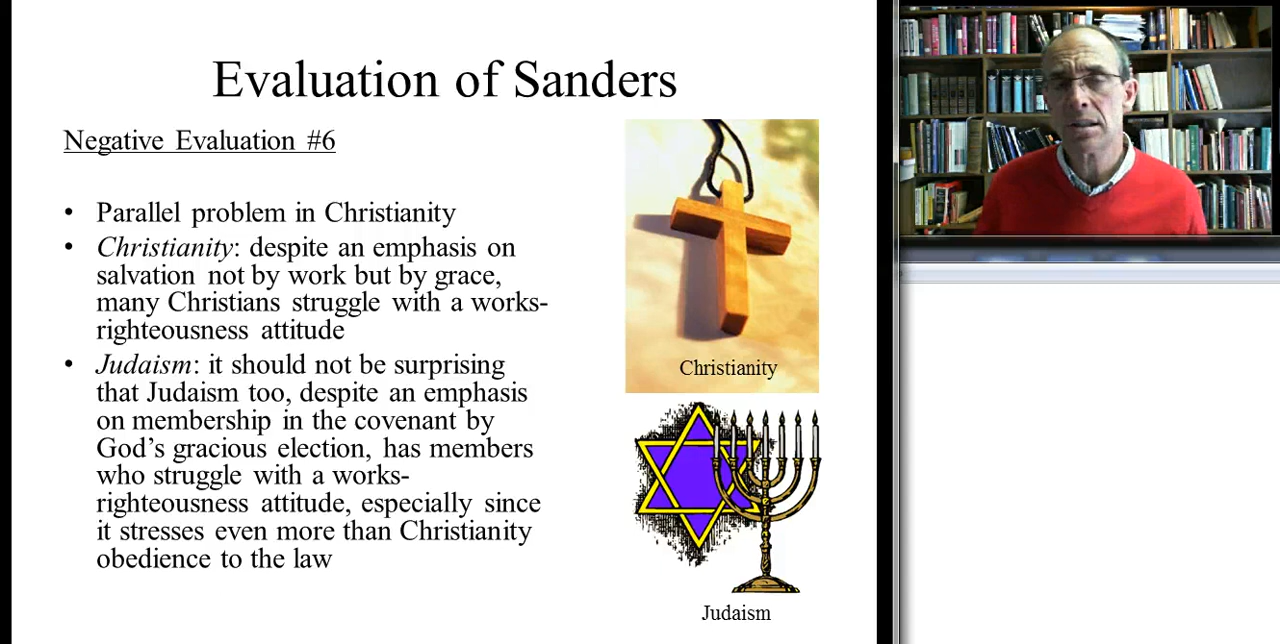 Evaluation of Sanders
Negative Evaluation #6
• Parallel problem in Christianity
• Christianity: despite an emphasis on
salvation not by work but by grace,
many Christians struggle with a works-
righteousness attitude
• Judaism: it should not be surprising
that Judaism too, despite an emphasis
on membership in the covenant by
God's gracious election, has members
who struggle with a works-
righteousness attitude, especially since
it stresses even more than Christianity
obedience to the law
Christianity
Judaism